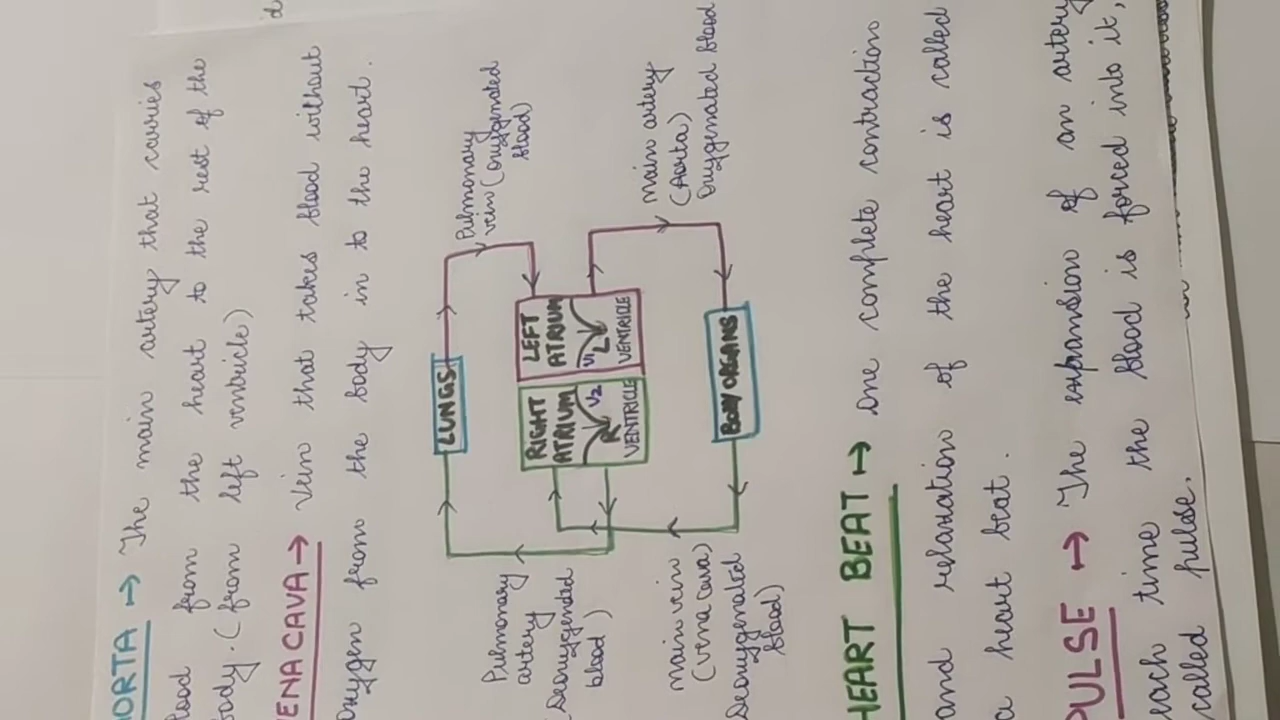 AORTA → The main artery that carries
blood from the heart to the rest of the
body. (from left ventricle)
VENACAVA → Vein that takes blood without
oxygen from the body in to the heart.
LUNGS
Pulmonary
vein (Oxygenated
blood)
Pulmonary
artery
(Deoxygenated
blood)
RIGHT
ATRIUM
V2
R
VENTRICLE
LEFT
ATRIUM
V1
L
VENTRICLE
Main artery
(Aorta)
Oxygenated blood
Main vein
(vena cava)
Deoxygenated
blood)
BODY ORGANS
HEART BEAT → One complete contraction
and relaxation of the heart is called
a heart beat.
PULSE → The expansion of an artery
each time the blood is forced into it,
called pulse.